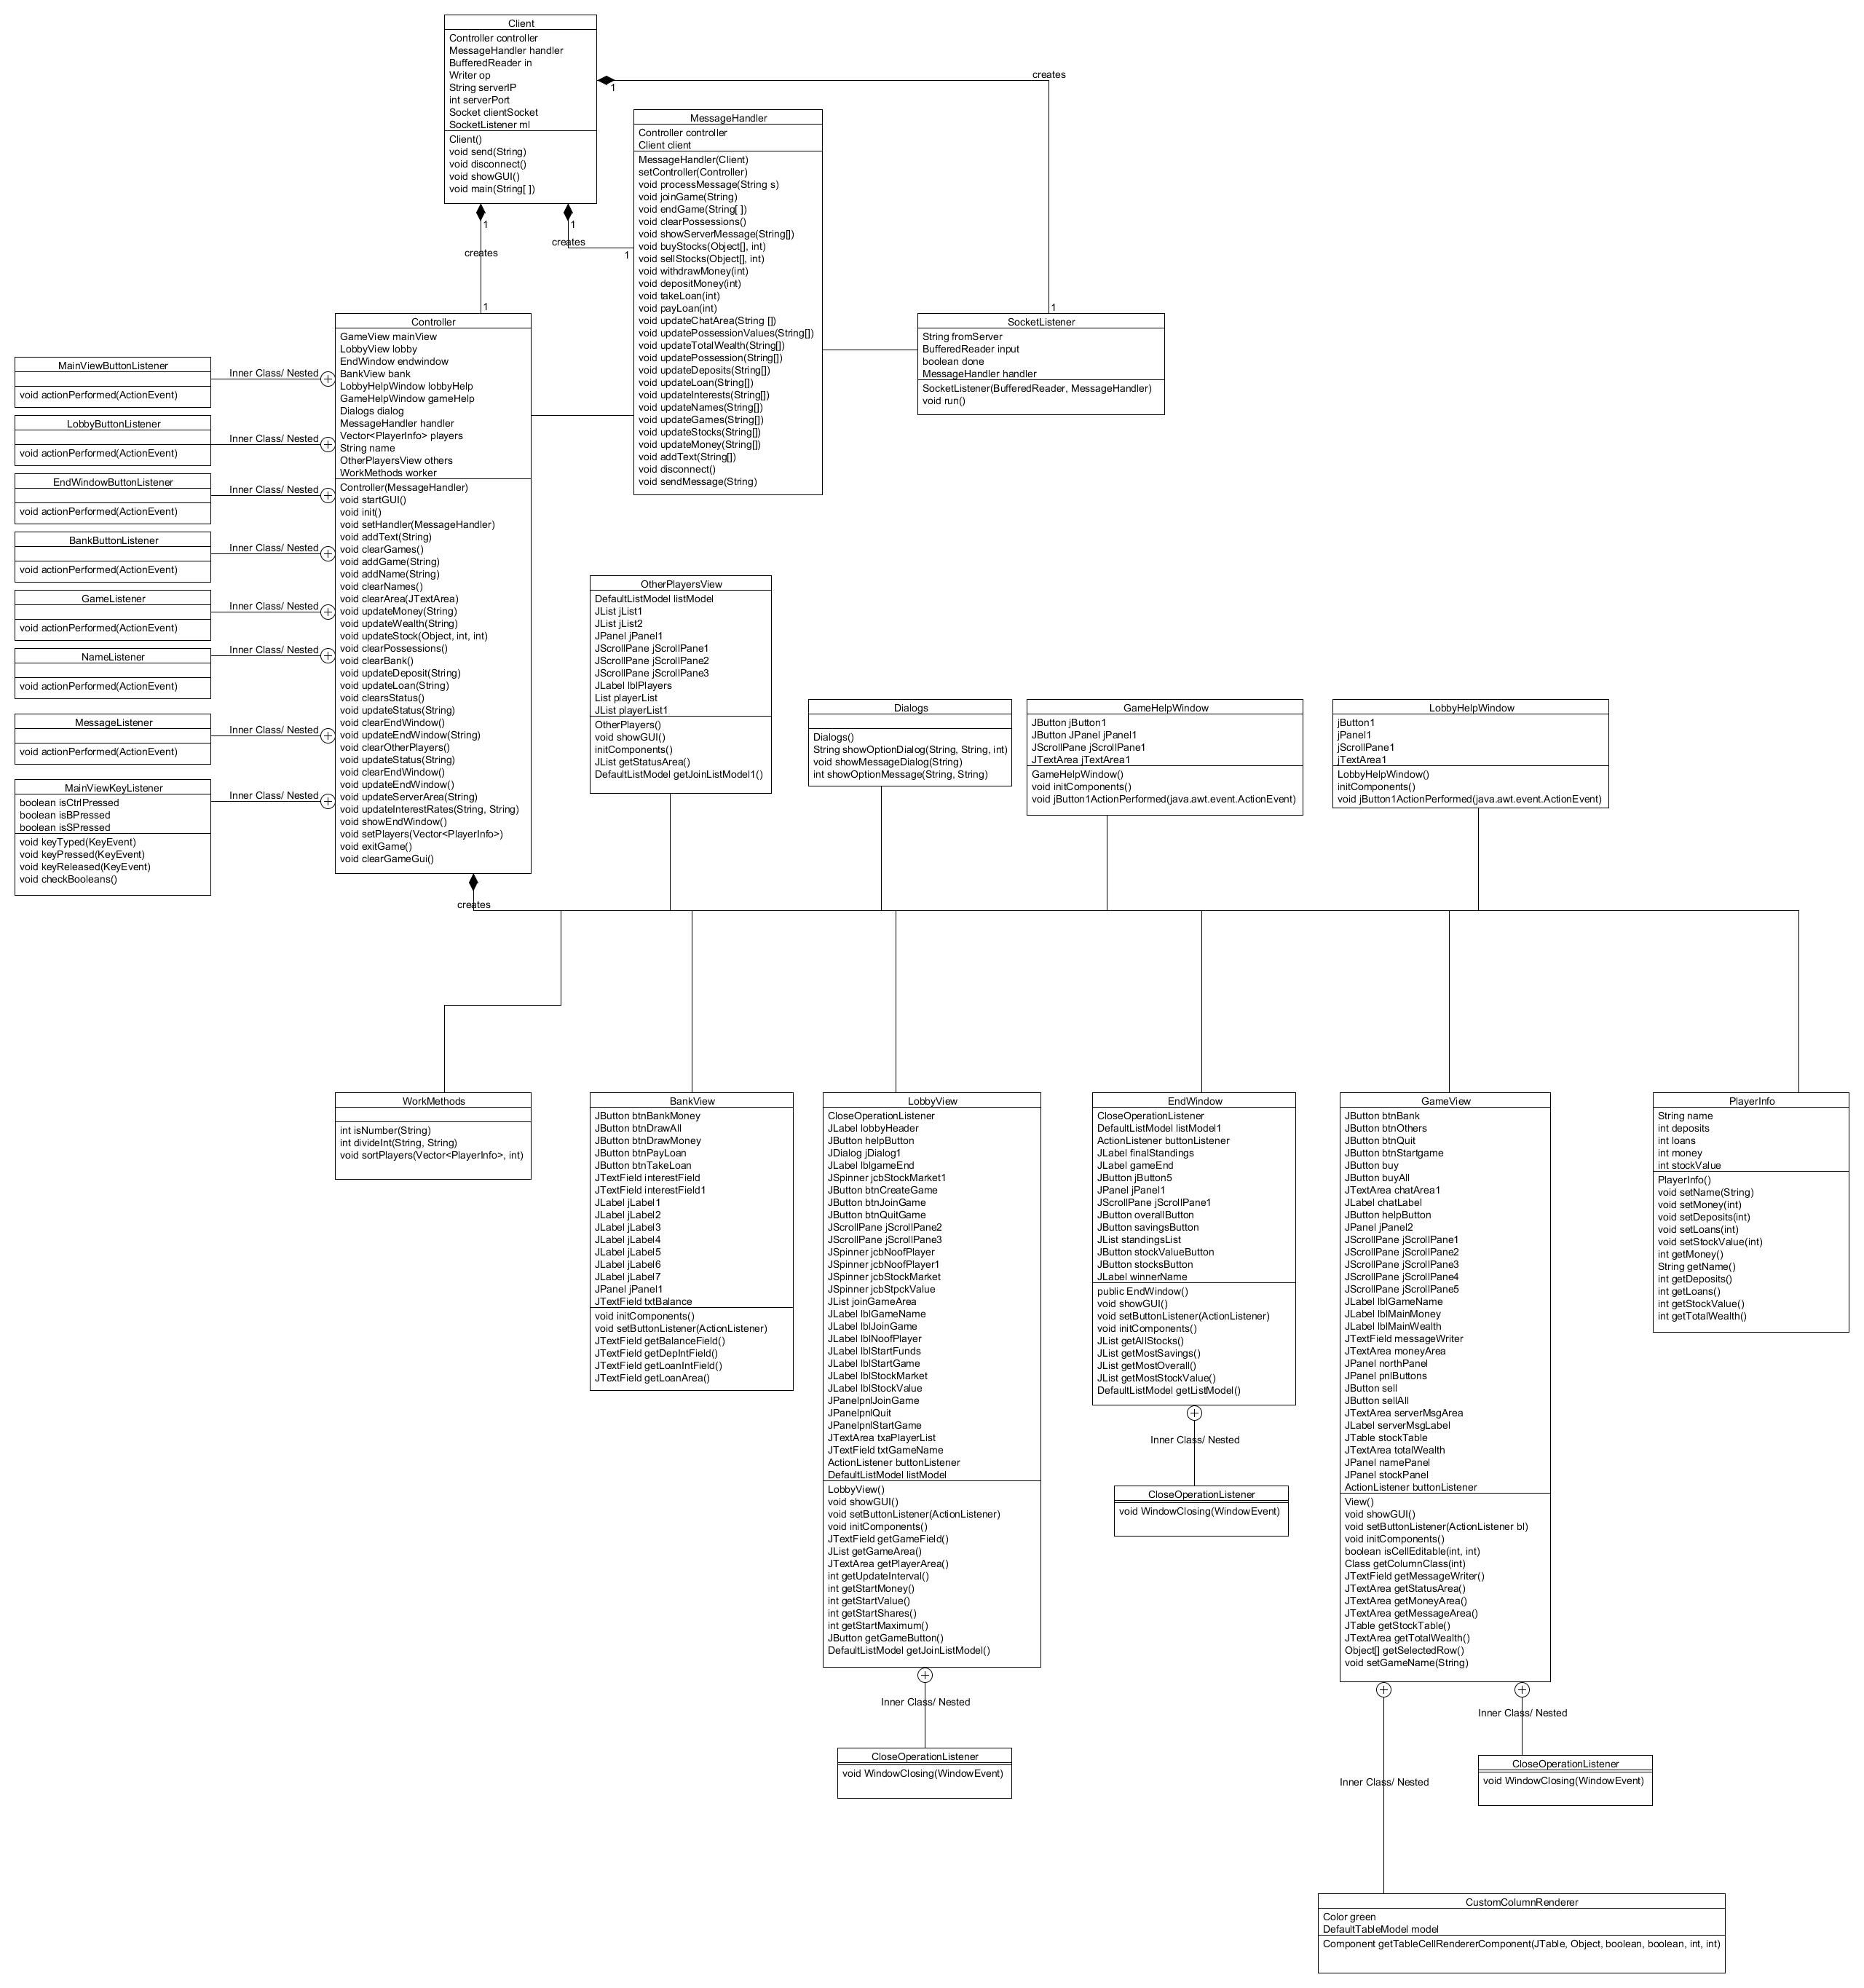 Client
Controller controller
MessageHandler handler
BufferedReader in
Writer op
String serverIP
int serverPort
Socket clientSocket
SocketListener ml
Client()
void send(String)
void disconnect()
void showGUI()
void main(String[ ])
creates
1
1
1
creates
creates
1
1
1
MessageHandler
Controller controller
Client client
MessageHandler(Client)
setController(Controller)
void processMessage(String s)
void joinGame(String)
void endGame(String[ ])
void clearPossessions()
void showServerMessage(String[])
void buyStocks(Object[], int)
void sellStocks(Object[], int)
void withdrawMoney(int)
void depositMoney(int)
void takeLoan(int)
void payLoan(int)
void updateChatArea(String [])
void updatePossessionValues(String[])
void updateTotalWealth(String[])
void updatePossession(String[])
void updateDeposits(String[])
void updateLoan(String[])
void updateInterests(String[])
void updateNames(String[])
void updateGames(String[])
void updateStocks(String[])
void updateMoney(String[])
void addText(String[])
void disconnect()
void sendMessage(String)
SocketListener
String fromServer
BufferedReader input
boolean done
MessageHandler handler
SocketListener(BufferedReader, MessageHandler)
void run()
Controller
GameView mainView
LobbyView lobby
EndWindow endwindow
BankView bank
LobbyHelpWindow lobbyHelp
GameHelpWindow gameHelp
Dialogs dialog
MessageHandler handler
Vector<PlayerInfo> players
String name
OtherPlayersView others
WorkMethods worker
Controller(MessageHandler)
void startGUI()
void init()
void setHandler(MessageHandler)
void addText(String)
void clearGames()
void addGame(String)
void addName(String)
void clearNames()
void clearArea(JTextArea)
void updateMoney(String)
void updateWealth(String)
void updateStock(Object, int, int)
void clearPossessions()
void clearBank()
void updateDeposit(String)
void updateLoan(String)
void clearsStatus()
void updateStatus(String)
void clearEndWindow()
void updateEndWindow(String)
void clearOtherPlayers()
void updateStatus(String)
void clearEndWindow()
void updateEndWindow()
void updateServerArea(String)
void updateInterestRates(String, String)
void showEndWindow()
void setPlayers(Vector<PlayerInfo>)
void exitGame()
void clearGameGui()
creates
MainViewButtonListener
void actionPerformed(ActionEvent)
Inner Class/ Nested
LobbyButtonListener
void actionPerformed(ActionEvent)
Inner Class/ Nested
EndWindowButtonListener
void actionPerformed(ActionEvent)
Inner Class/ Nested
BankButtonListener
void actionPerformed(ActionEvent)
Inner Class/ Nested
GameListener
void actionPerformed(ActionEvent)
Inner Class/ Nested
NameListener
void actionPerformed(ActionEvent)
Inner Class/ Nested
MessageListener
void actionPerformed(ActionEvent)
Inner Class/ Nested
MainViewKeyListener
boolean isCtrlPressed
boolean isBPressed
boolean isSPressed
void keyTyped(KeyEvent)
void keyPressed(KeyEvent)
void keyReleased(KeyEvent)
void checkBooleans()
Inner Class/ Nested
OtherPlayersView
DefaultListModel listModel
JList jList1
JList jList2
JPanel jPanel1
JScrollPane jScrollPane1
JScrollPane jScrollPane2
JScrollPane jScrollPane3
JLabel lblPlayers
List playerList
JList playerList1
OtherPlayers()
void showGUI()
initComponents()
JList getStatusArea()
DefaultListModel getJoinListModel1()
Dialogs
Dialogs()
String showOptionDialog(String, String, int)
void showMessageDialog(String)
int showOptionMessage(String, String)
GameHelpWindow
JButton jButton1
JButton JPanel jPanel1
JScrollPane jScrollPane1
JTextArea jTextArea1
GameHelpWindow()
void initComponents()
void jButton1ActionPerformed(java.awt.event.ActionEvent)
LobbyHelpWindow
jButton1
jPanel1
jScrollPane1
jTextArea1
LobbyHelpWindow()
initComponents()
void jButton1ActionPerformed(java.awt.event.ActionEvent)
WorkMethods
int isNumber(String)
int divideInt(String, String)
void sortPlayers(Vector<PlayerInfo>, int)
BankView
JButton btnBankMoney
JButton btnDrawAll
JButton btnDrawMoney
JButton btnPayLoan
JButton btnTakeLoan
JTextField interestField
JTextField interestField1
JLabel jLabel1
JLabel jLabel2
JLabel jLabel3
JLabel jLabel4
JLabel jLabel5
JLabel jLabel6
JLabel jLabel7
JPanel jPanel1
JTextField txtBalance
void initComponents()
void setButtonListener(ActionListener)
JTextField getBalanceField()
JTextField getDepIntField()
JTextField getLoanIntField()
JTextField getLoanArea()
LobbyView
CloseOperationListener
JLabel lobbyHeader
JButton helpButton
JDialog jDialog1
JLabel lblgameEnd
JSpinner jcbStockMarket1
JButton btnCreateGame
JButton btnJoinGame
JButton btnQuitGame
JScrollPane jScrollPane2
JScrollPane jScrollPane3
JSpinner jcbNoofPlayer
JSpinner jcbNoofPlayer1
JSpinner jcbStockMarket
JSpinner jcbStpckValue
JList joinGameArea
JLabel lblGameName
JLabel lblJoinGame
JLabel lblNoofPlayer
JLabel lblStartFunds
JLabel lblStartGame
JLabel lblStockMarket
JLabel lblStockValue
JPanelpnlJoinGame
JPanelpnlQuit
JPanelpnlStartGame
JTextArea txaPlayerList
JTextField txtGameName
ActionListener buttonListener
DefaultListModel listModel
LobbyView()
void showGUI()
void setButtonListener(ActionListener)
void initComponents()
JTextField getGameField()
JList getGameArea()
JTextArea getPlayerArea()
int getUpdateInterval()
int getStartMoney()
int getStartValue()
int getStartShares()
int getStartMaximum()
JButton getGameButton()
DefaultListModel getJoinListModel()
Inner Class/ Nested
CloseOperationListener
void WindowClosing(WindowEvent)
EndWindow
CloseOperationListener
DefaultListModel listModel1
ActionListener buttonListener
JLabel finalStandings
JLabel gameEnd
JButton jButton5
JPanel jPanel1
JScrollPane jScrollPane1
JButton overallButton
JButton savingsButton
JList standingsList
JButton stockValueButton
JButton stocksButton
JLabel winnerName
public EndWindow()
void showGUI()
void setButtonListener(ActionListener)
void initComponents()
JList getAllStocks()
JList getMostSavings()
JList getMostOverall()
JList getMostStockValue()
DefaultListModel getListModel()
Inner Class/ Nested
CloseOperationListener
void WindowClosing(WindowEvent)
GameView
JButton btnBank
JButton btnOthers
JButton btnQuit
JButton btnStartgame
JButton buy
JButton buyAll
JTextArea chatArea1
JLabel chatLabel
JButton helpButton
JPanel jPanel2
JScrollPane jScrollPane1
JScrollPane jScrollPane2
JScrollPane jScrollPane3
JScrollPane jScrollPane4
JScrollPane jScrollPane5
JLabel lblGameName
JLabel lblMainMoney
JLabel lblMainWealth
JTextField messageWriter
JTextArea moneyArea
JPanel northPanel
JPanel pnlButtons
JButton sell
JButton sellAll
JTextArea serverMsgArea
JLabel serverMsgLabel
JTable stockTable
JTextArea totalWealth
JPanel namePanel
JPanel stockPanel
ActionListener buttonListener
View()
void showGUI()
void setButtonListener(ActionListener bl)
void initComponents()
boolean isCellEditable(int, int)
Class getColumnClass(int)
JTextField getMessageWriter()
JTextArea getStatusArea()
JTextArea getMoneyArea()
JTextArea getMessageArea()
JTable getStockTable()
JTextArea getTotalWealth()
Object[] getSelectedRow()
void setGameName(String)
Inner Class/ Nested
CloseOperationListener
void WindowClosing(WindowEvent)
Inner Class/ Nested
CustomColumnRenderer
Color green
DefaultTableModel model
Component getTableCellRendererComponent(JTable, Object, boolean, boolean, int, int)
PlayerInfo
String name
int deposits
int loans
int money
int stockValue
PlayerInfo()
void setName(String)
void setMoney(int)
void setDeposits(int)
void setLoans(int)
void setStockValue(int)
int getMoney()
String getName()
int getDeposits()
int getLoans()
int getStockValue()
int getTotalWealth()